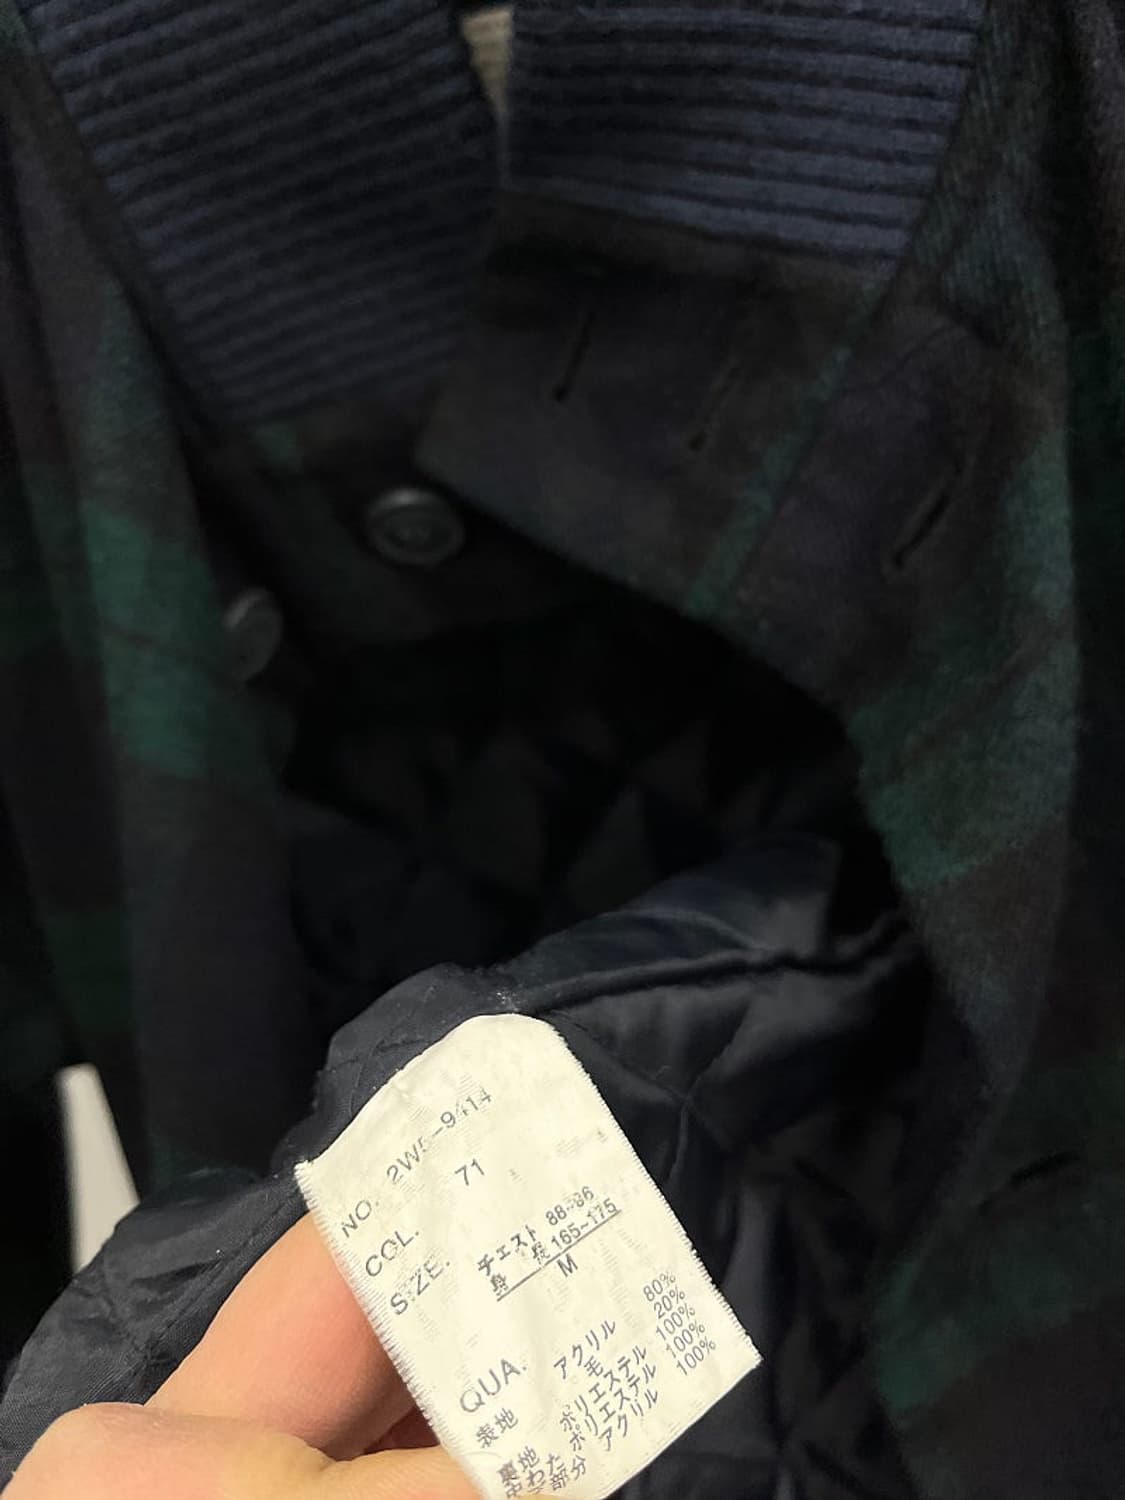 NO. 2W5-9414
COL. 71
SIZE. チェスト 88~96
身長 165~175
M
QUA.
表地 アクリル 80%
毛 20%
裏地 ポリエステル 100%
中わた ポリエステル 100%
部分 アクリル 100%